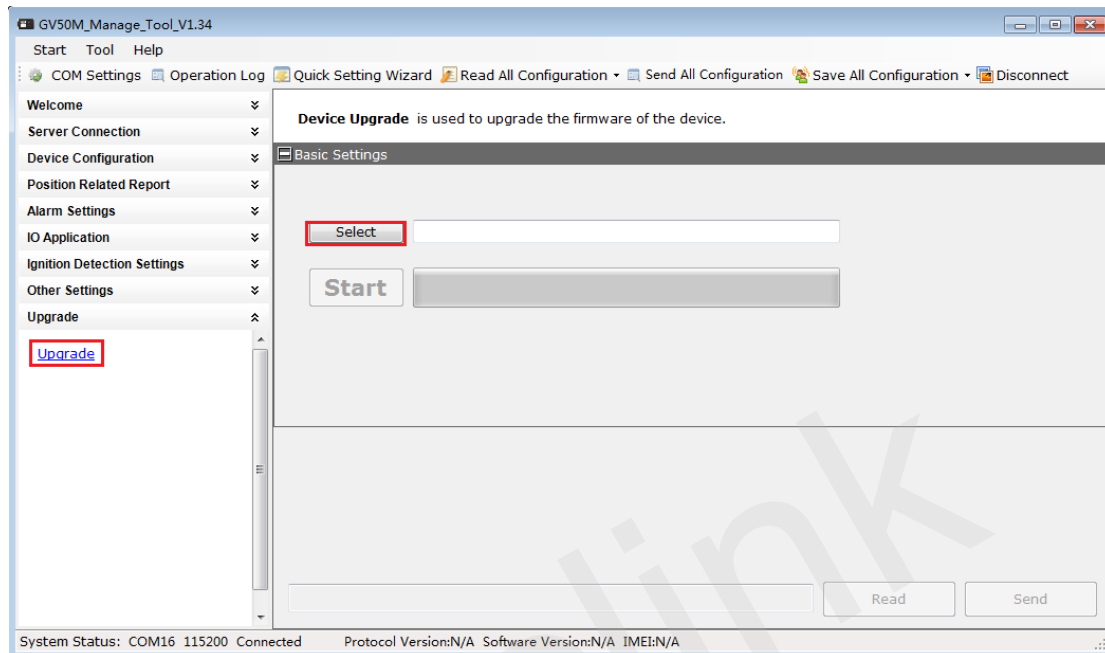 GV50M_Manage_Tool_V1.34
Start Tool Help
COM Settings Operation Log Quick Setting Wizard Read All Configuration Send All Configuration Save All Configuration Disconnect
Welcome
Server Connection
Device Configuration
Position Related Report
Alarm Settings
IO Application
Ignition Detection Settings
Other Settings
Upgrade
Upgrade
Device Upgrade is used to upgrade the firmware of the device.
Basic Settings
Select
Start
Read Send
System Status: COM16 115200 Connected Protocol Version:N/A Software Version:N/A IMEI:N/A
link